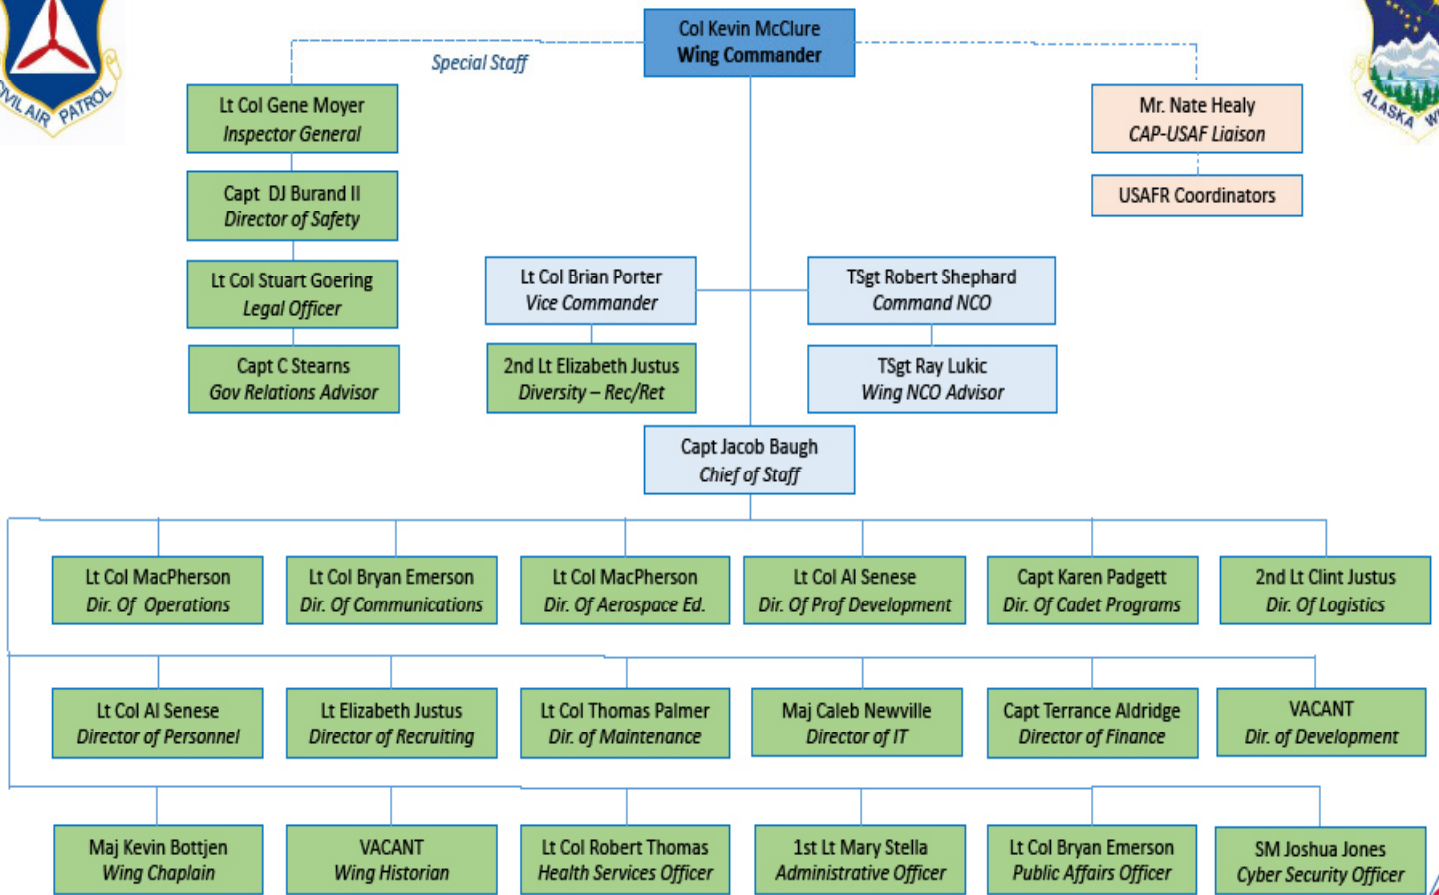 Col Kevin McClure
Wing Commander
Special Staff
CIVIL AIR PATROL
ALASKA
Lt Col Gene Moyer
Inspector General
Mr. Nate Healy
CAP-USAF Liaison
Capt  DJ Burand II
Director of Safety
USAFR Coordinators
Lt Col Stuart Goering
Legal Officer
Lt Col Brian Porter
Vice Commander
TSgt Robert Shephard
Command NCO
Capt C Stearns
Gov Relations Advisor
2nd Lt Elizabeth Justus
Diversity – Rec/Ret
TSgt Ray Lukic
Wing NCO Advisor
Capt Jacob Baugh
Chief of Staff
Lt Col MacPherson
Dir. Of  Operations
Lt Col Bryan Emerson
Dir. Of Communications
Lt Col MacPherson
Dir. Of Aerospace Ed.
Lt Col Al Senese
Dir. Of Prof Development
Capt Karen Padgett
Dir. Of Cadet Programs
2nd Lt Clint Justus
Dir. Of Logistics
Lt Col Al Senese
Director of Personnel
Lt Elizabeth Justus
Director of Recruiting
Lt Col Thomas Palmer
Dir. of Maintenance
Maj Caleb Newville
Director of IT
Capt Terrance Aldridge
Director of Finance
VACANT
Dir. of Development
Maj Kevin Bottjen
Wing Chaplain
VACANT
Wing Historian
Lt Col Robert Thomas
Health Services Officer
1st Lt Mary Stella
Administrative Officer
Lt Col Bryan Emerson
Public Affairs Officer
SM Joshua Jones
Cyber Security Officer